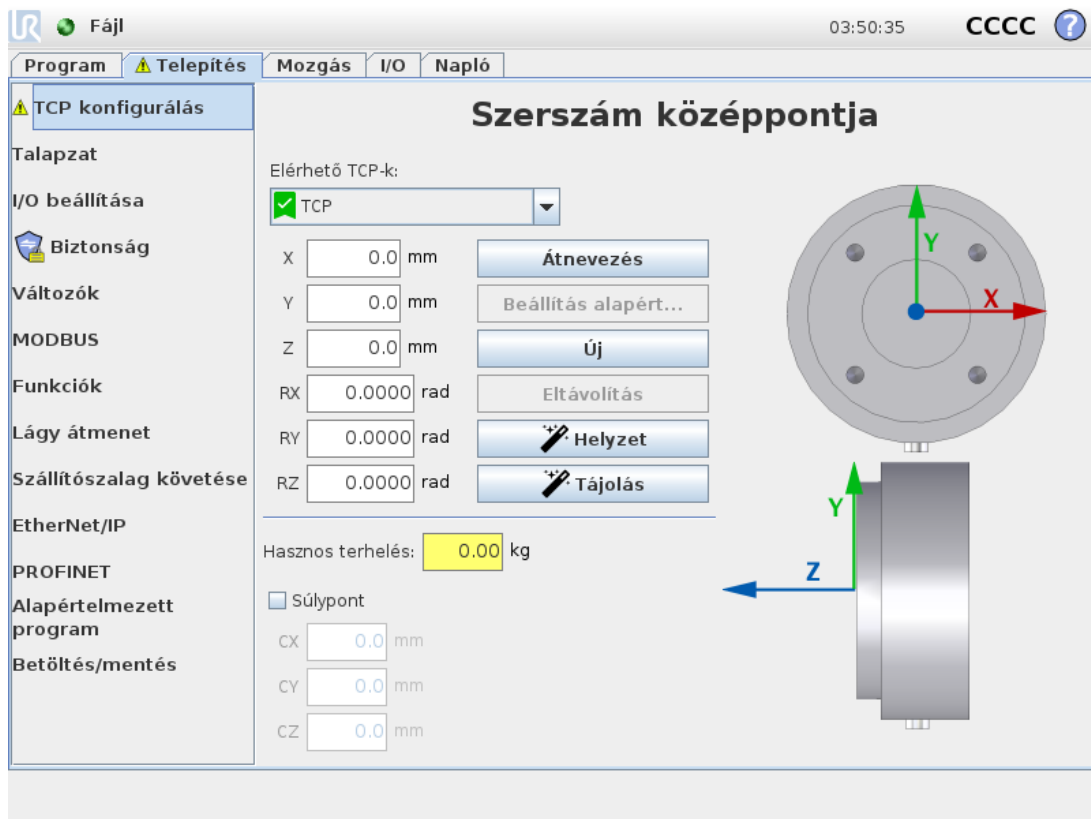 UR
Fájl
03:50:35
CCCC
?
Program
Telepítés
Mozgás
I/O
Napló
TCP konfigurálás
Talapzat
I/O beállítása
Biztonság
Változók
MODBUS
Funkciók
Lágy átmenet
Szállítószalag követése
EtherNet/IP
PROFINET
Alapértelmezett
program
Betöltés/mentés
Szerszám középpontja
Elérhető TCP-k:
TCP
X 0.0 mm
Átnevezés
Y 0.0 mm
Beállítás alapért...
Z 0.0 mm
Új
RX 0.0000 rad
Eltávolítás
RY 0.0000 rad
Helyzet
RZ 0.0000 rad
Tájolás
Hasznos terhelés: 0.00 kg
Súlypont
CX 0.0 mm
CY 0.0 mm
CZ 0.0 mm
Y
X
Y
Z